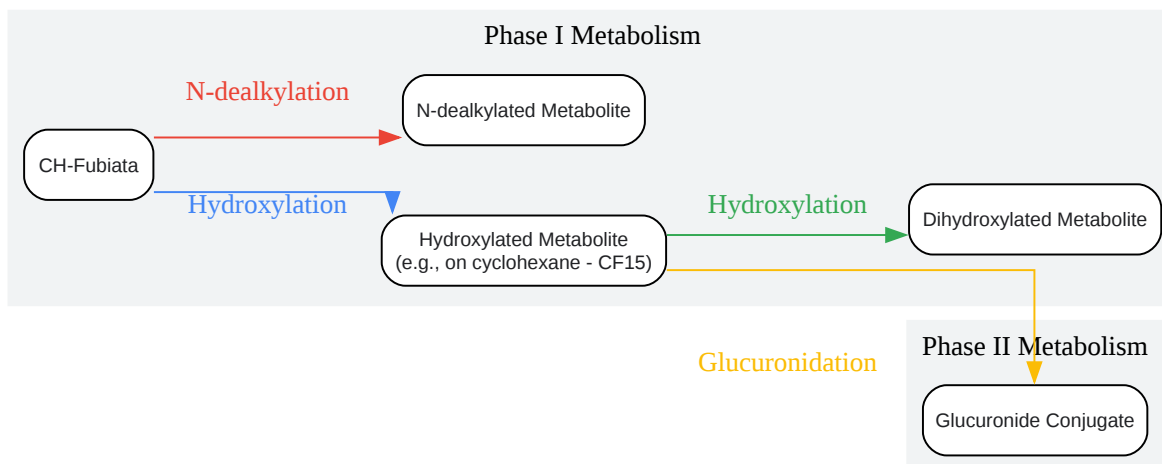 Phase I Metabolism
N-dealkylation
N-dealkylated Metabolite
CH-Fubiata
Hydroxylation
Hydroxylated Metabolite
(e.g., on cyclohexane - CF15)
Hydroxylation
Dihydroxylated Metabolite
Glucuronidation
Phase II Metabolism
Glucuronide Conjugate